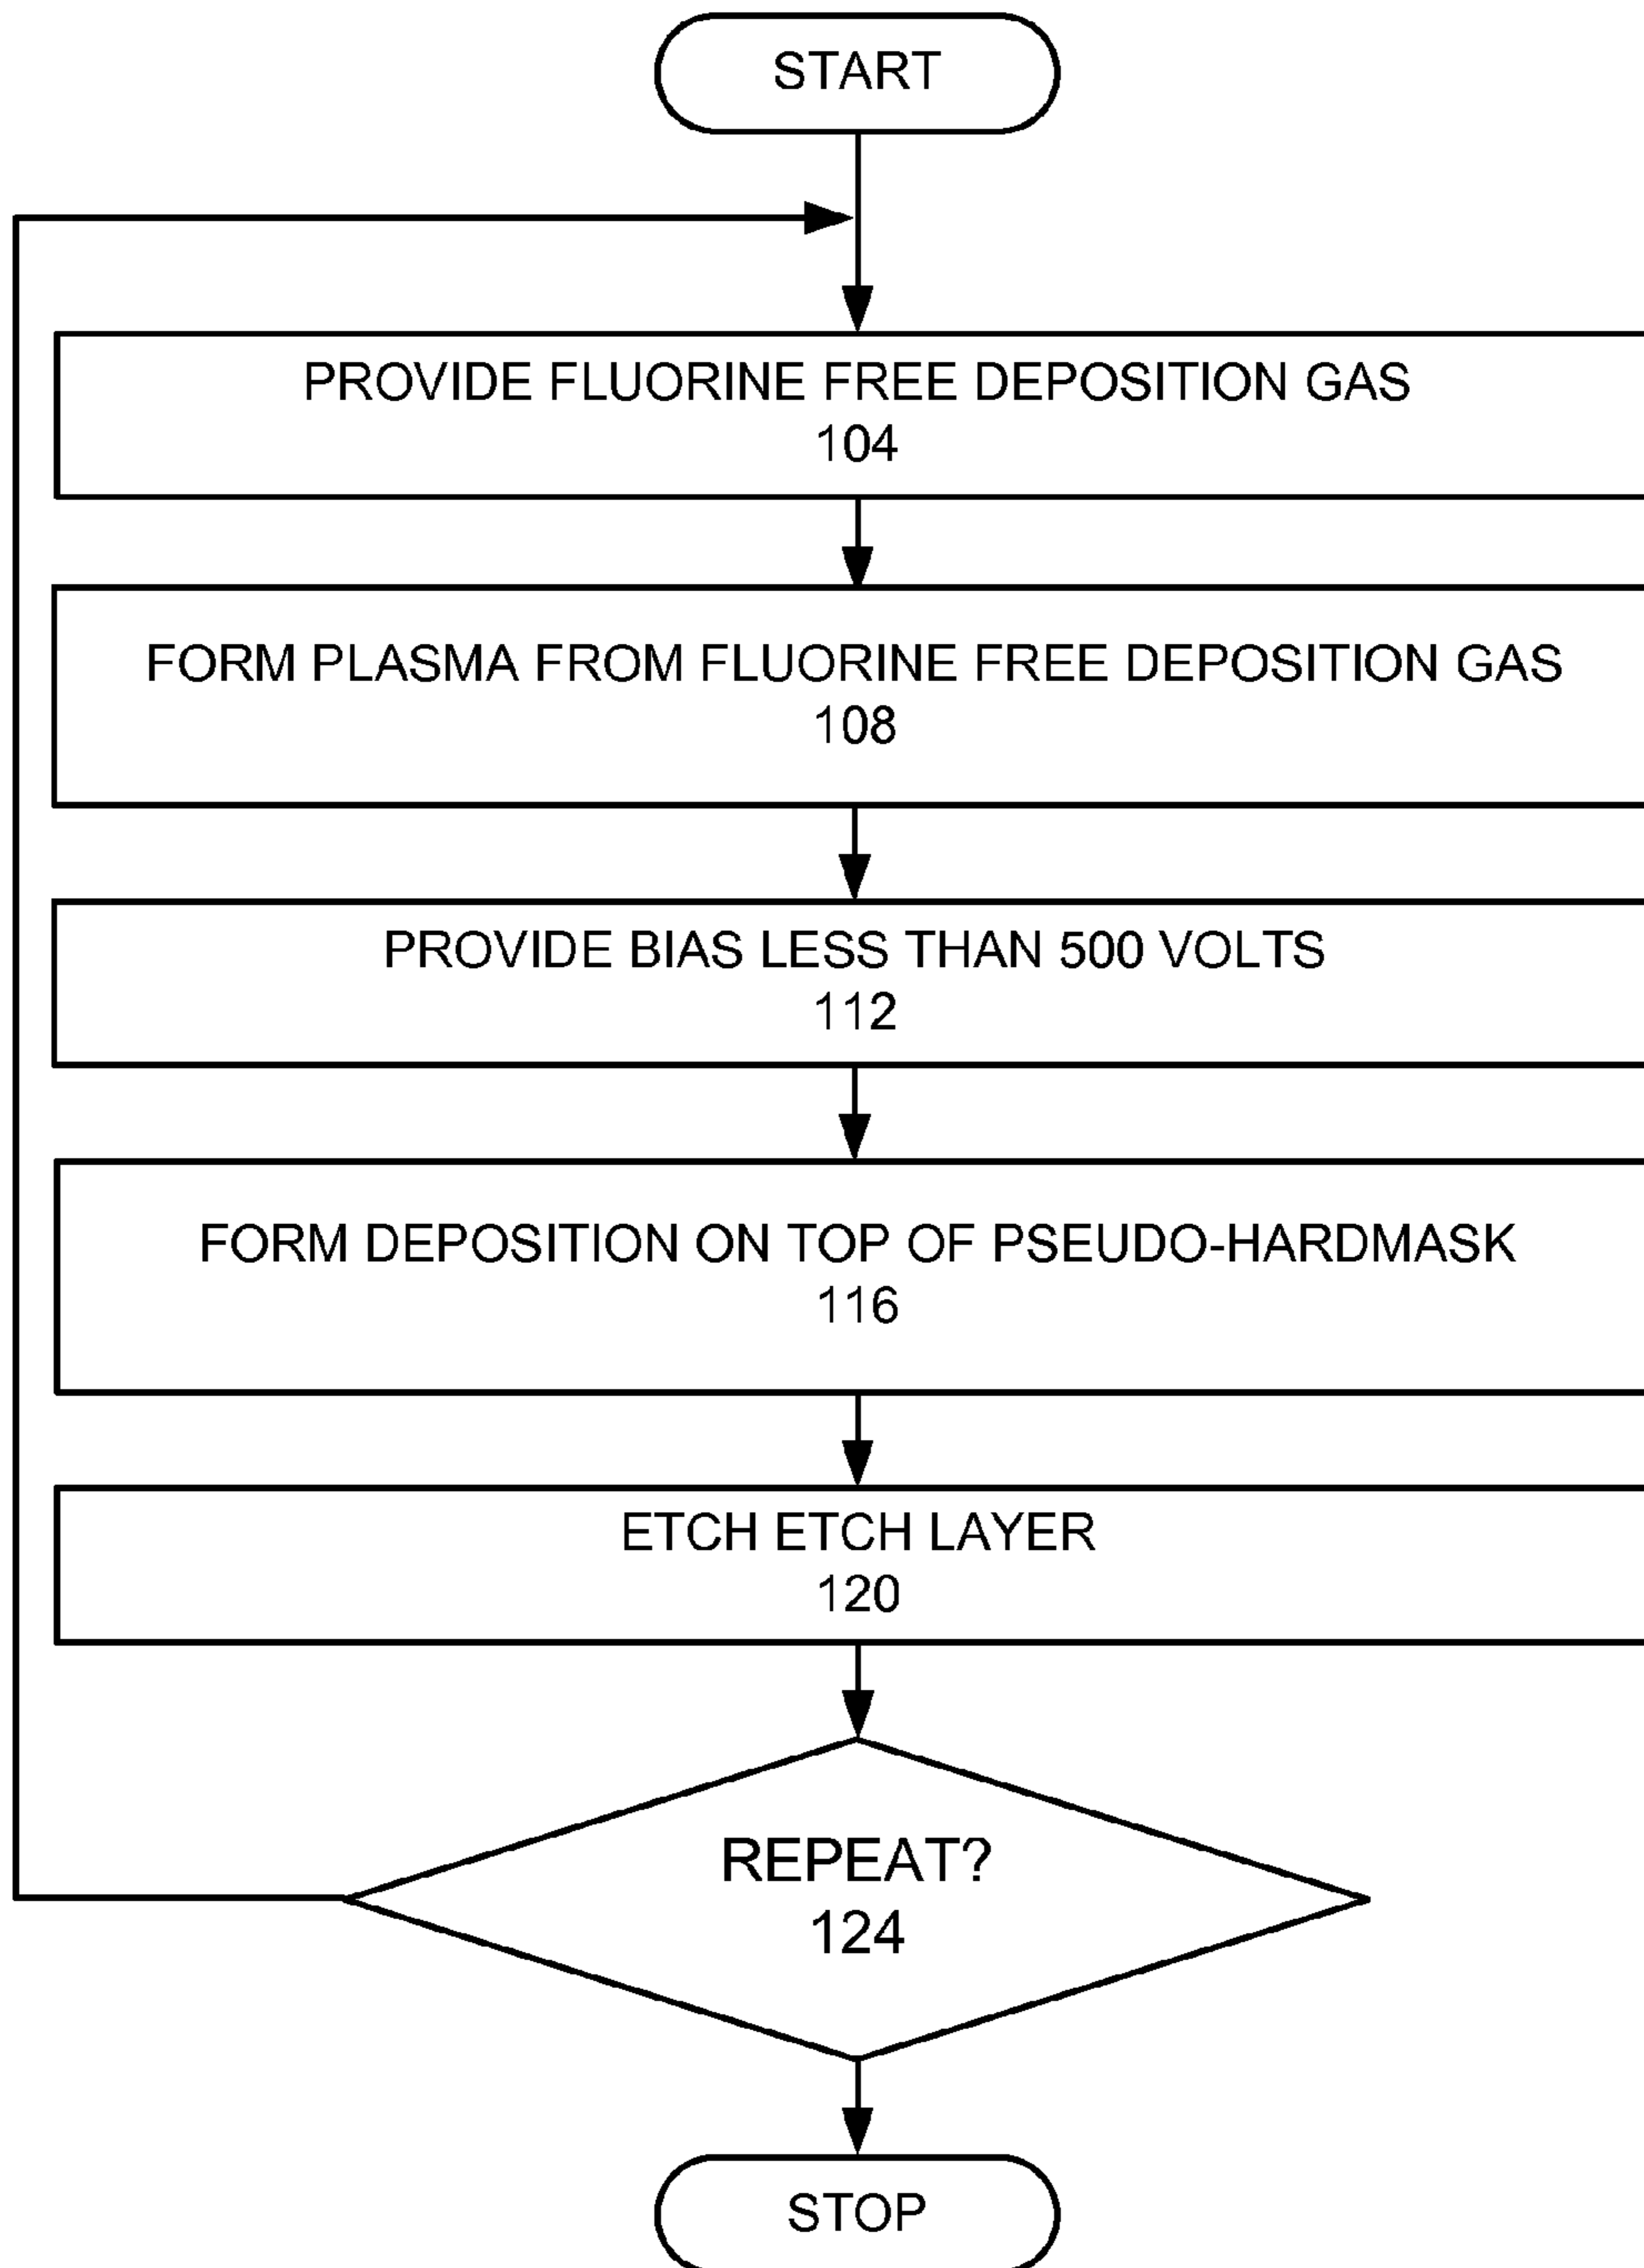 START
PROVIDE FLUORINE FREE DEPOSITION GAS
104
FORM PLASMA FROM FLUORINE FREE DEPOSITION GAS
108
PROVIDE BIAS LESS THAN 500 VOLTS
112
FORM DEPOSITION ON TOP OF PSEUDO-HARDMASK
116
ETCH ETCH LAYER
120
REPEAT?
124
STOP